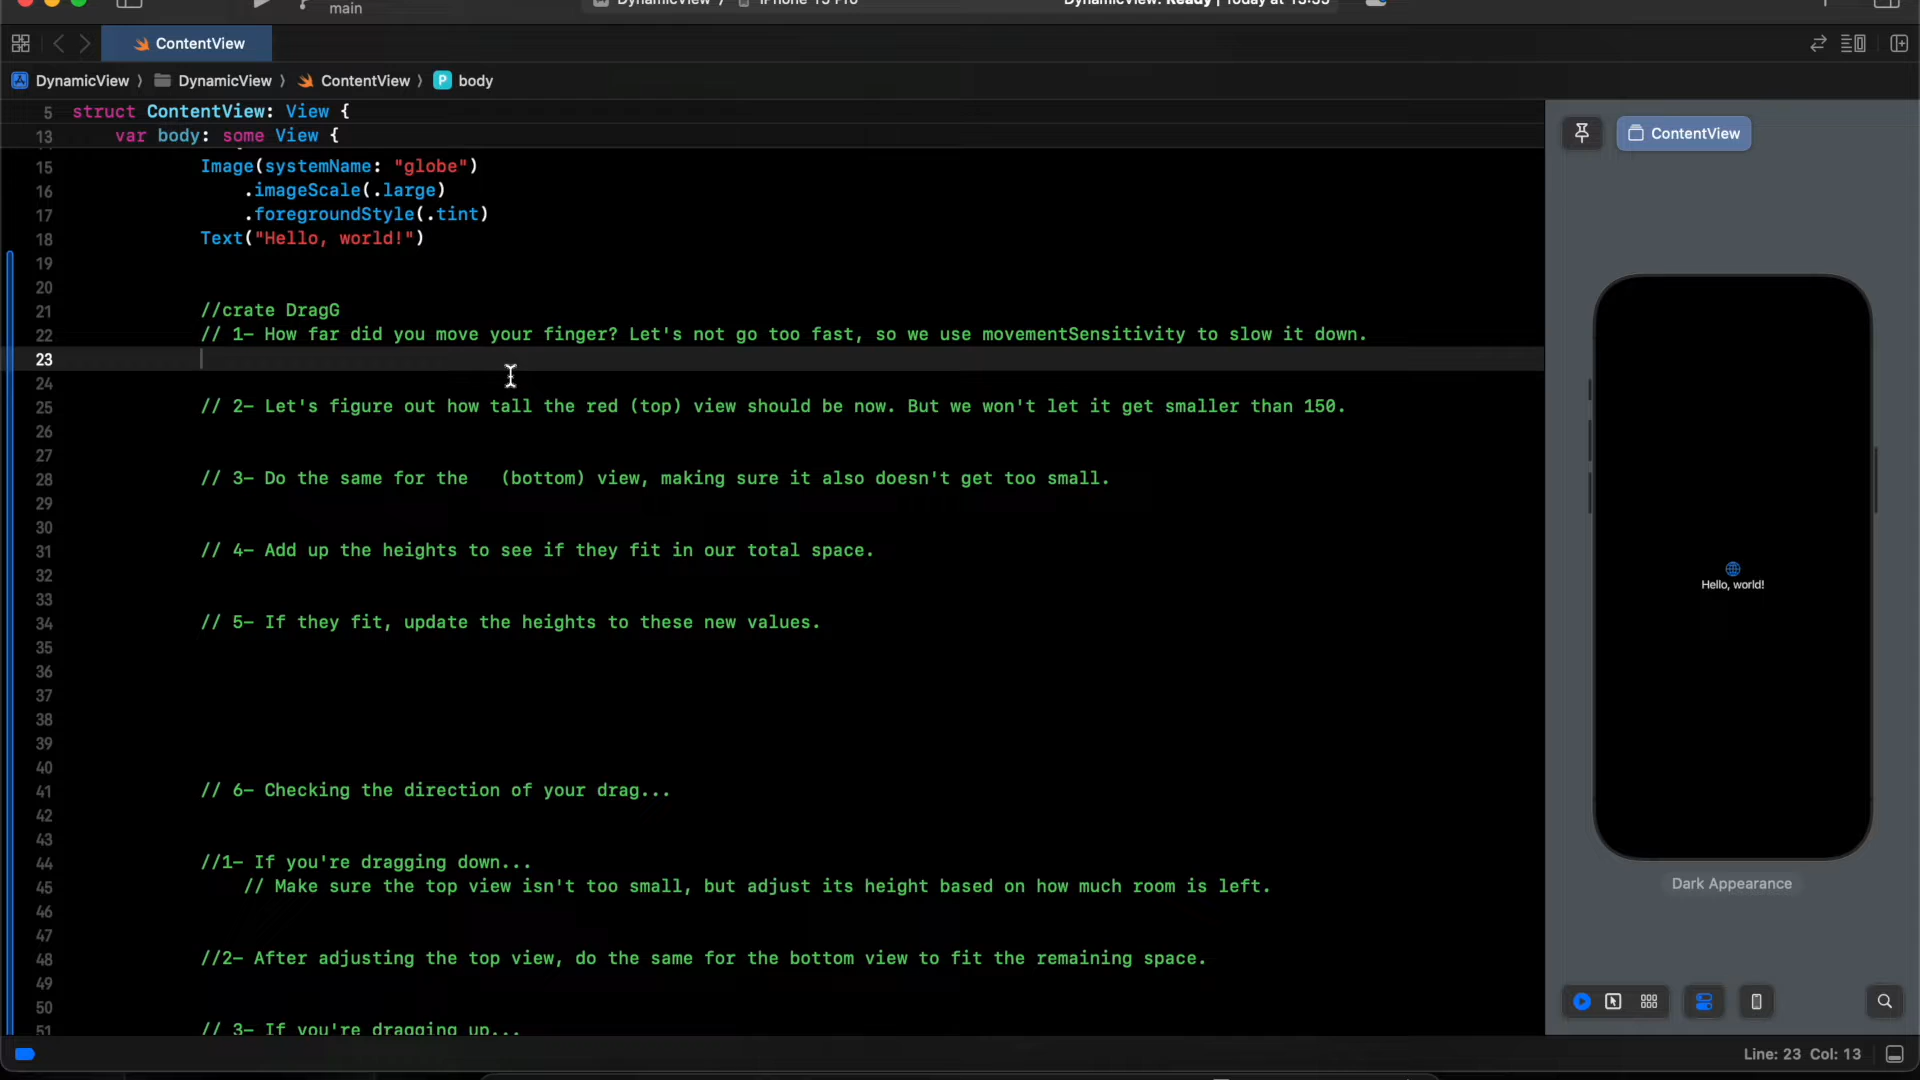 main
ContentView
DynamicView 〉 DynamicView 〉 ContentView 〉 P body
5 struct ContentView: View {
13 var body: some View {
15 Image(systemName: "globe")
16 .imageScale(.large)
17 .foregroundStyle(.tint)
18 Text("Hello, world!")
19
20
21 //crate DragG
22 // 1- How far did you move your finger? Let's not go too fast, so we use movementSensitivity to slow it down.
23
24
25 // 2- Let's figure out how tall the red (top) view should be now. But we won't let it get smaller than 150.
26
27
28 // 3- Do the same for the   (bottom) view, making sure it also doesn't get too small.
29
30
31 // 4- Add up the heights to see if they fit in our total space.
32
33
34 // 5- If they fit, update the heights to these new values.
35
36
37
38
39
40
41 // 6- Checking the direction of your drag...
42
43
44 //1- If you're dragging down...
45 // Make sure the top view isn't too small, but adjust its height based on how much room is left.
46
47
48 //2- After adjusting the top view, do the same for the bottom view to fit the remaining space.
49
50
51 // 3- If you're dragging up...
ContentView
Hello, world!
Dark Appearance
Line: 23 Col: 13